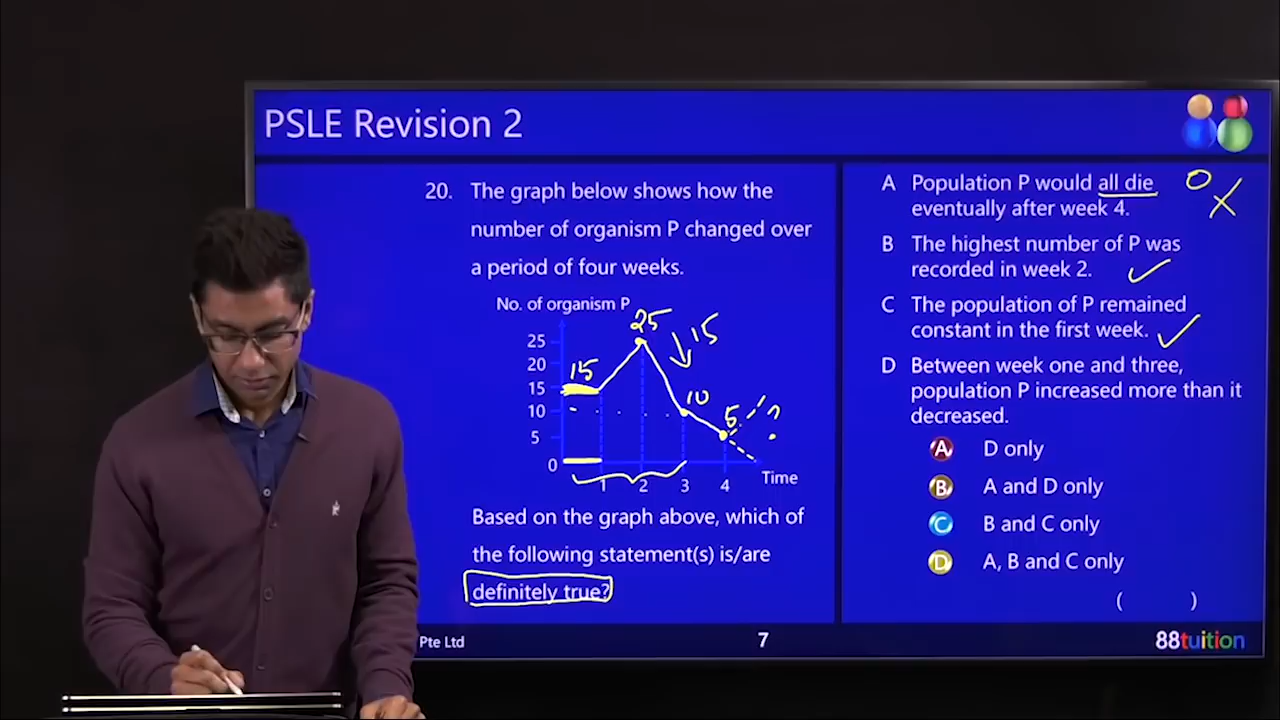 PSLE Revision 2
20. The graph below shows how the
number of organism P changed over
a period of four weeks.
No. of organism P
25
20
15
10
5
0
1 2 3 4
Time
15
25
15
10
5
?
Based on the graph above, which of
the following statement(s) is/are
definitely true?
A Population P would all die
eventually after week 4.
0
B The highest number of P was
recorded in week 2.
C The population of P remained
constant in the first week.
D Between week one and three,
population P increased more than it
decreased.
A D only
B A and D only
C B and C only
D A, B and C only
( )
Pte Ltd
7
88tuition